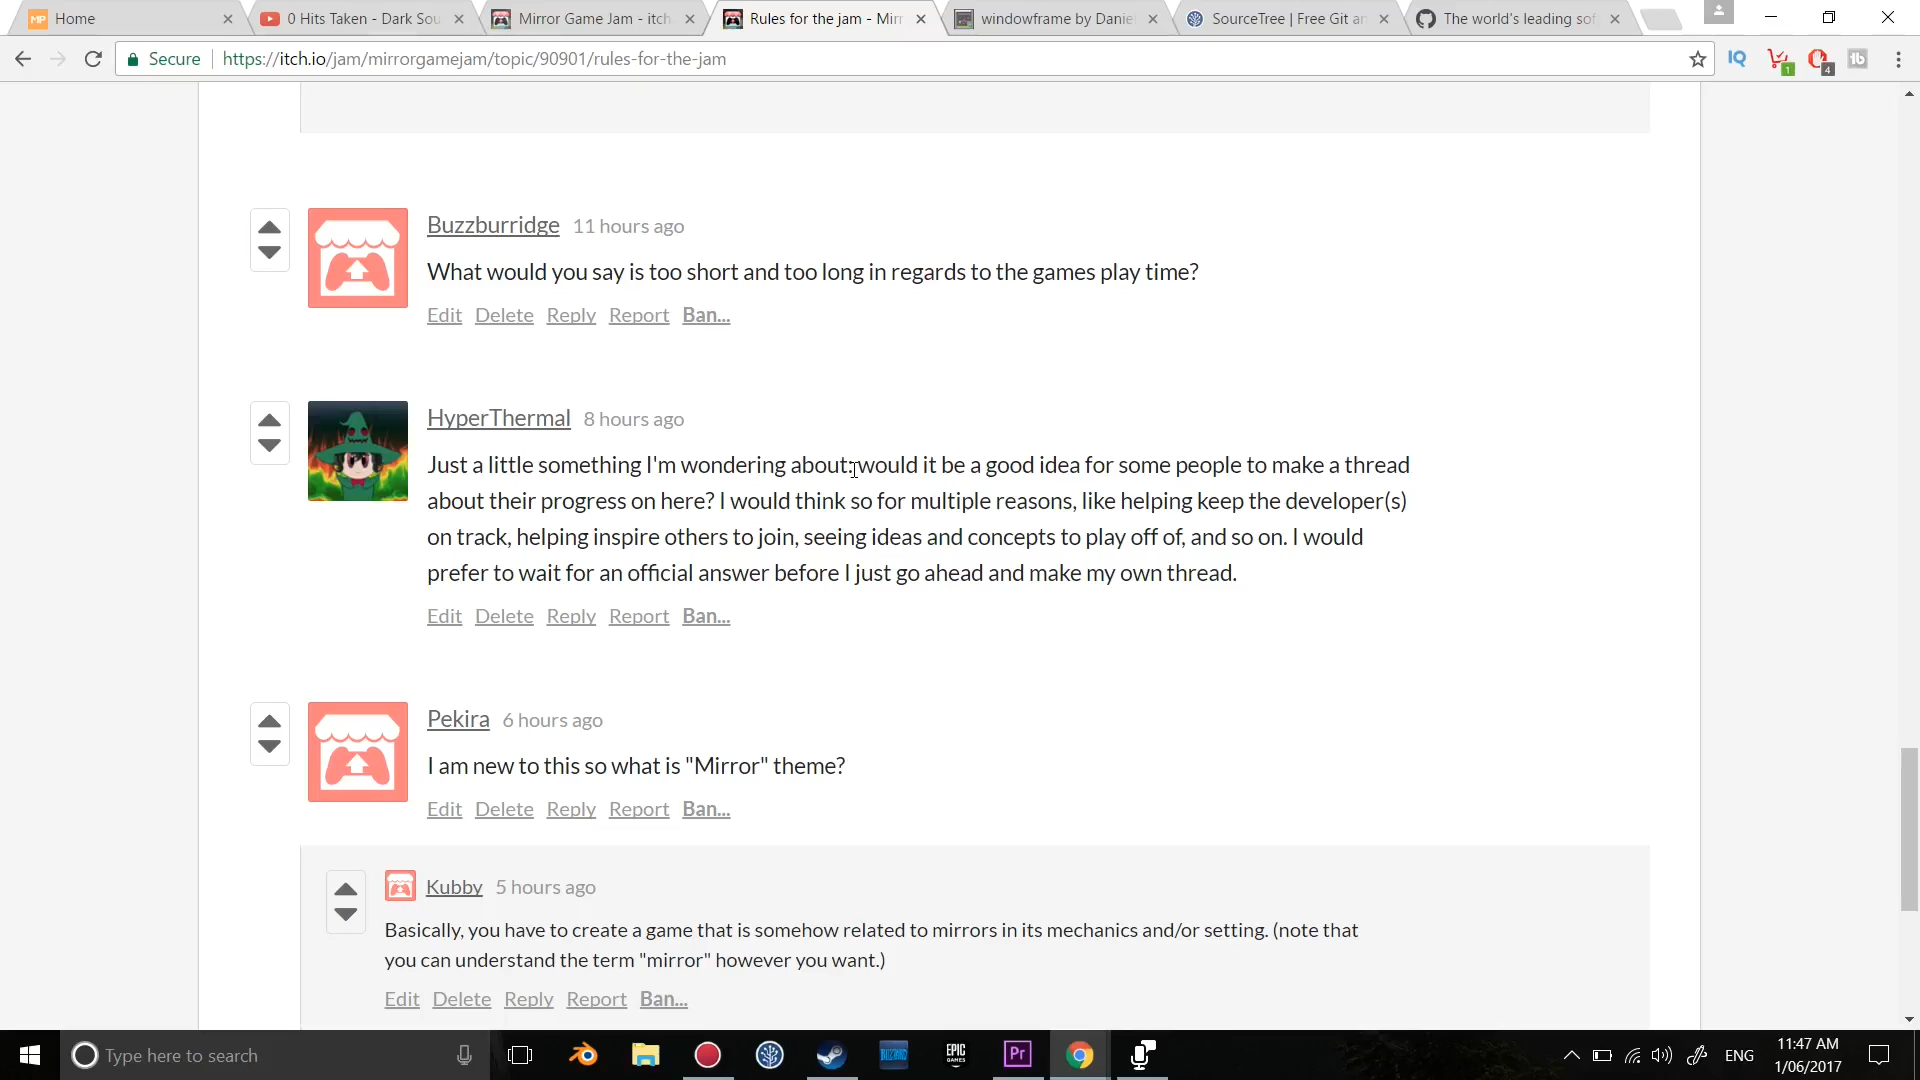 Home
0 Hits Taken - Dark Sou
Mirror Game Jam - itch
Rules for the jam - Mirr
windowframe by Daniel
SourceTree | Free Git an
The world's leading sof
Secure
https://itch.io/jam/mirrorgamejam/topic/90901/rules-for-the-jam
IQ
1
4
tb
Buzzburridge 11 hours ago
What would you say is too short and too long in regards to the games play time?
Edit Delete Reply Report Ban...
HyperThermal 8 hours ago
Just a little something I'm wondering about: would it be a good idea for some people to make a thread
about their progress on here? I would think so for multiple reasons, like helping keep the developer(s)
on track, helping inspire others to join, seeing ideas and concepts to play off of, and so on. I would
prefer to wait for an official answer before I just go ahead and make my own thread.
Edit Delete Reply Report Ban...
Pekira 6 hours ago
I am new to this so what is "Mirror" theme?
Edit Delete Reply Report Ban...
Kubby 5 hours ago
Basically, you have to create a game that is somehow related to mirrors in its mechanics and/or setting. (note that
you can understand the term "mirror" however you want.)
Edit Delete Reply Report Ban...
Type here to search
BLIZZARD
EPIC
GAMES
Pr
ENG
11:47 AM
1/06/2017